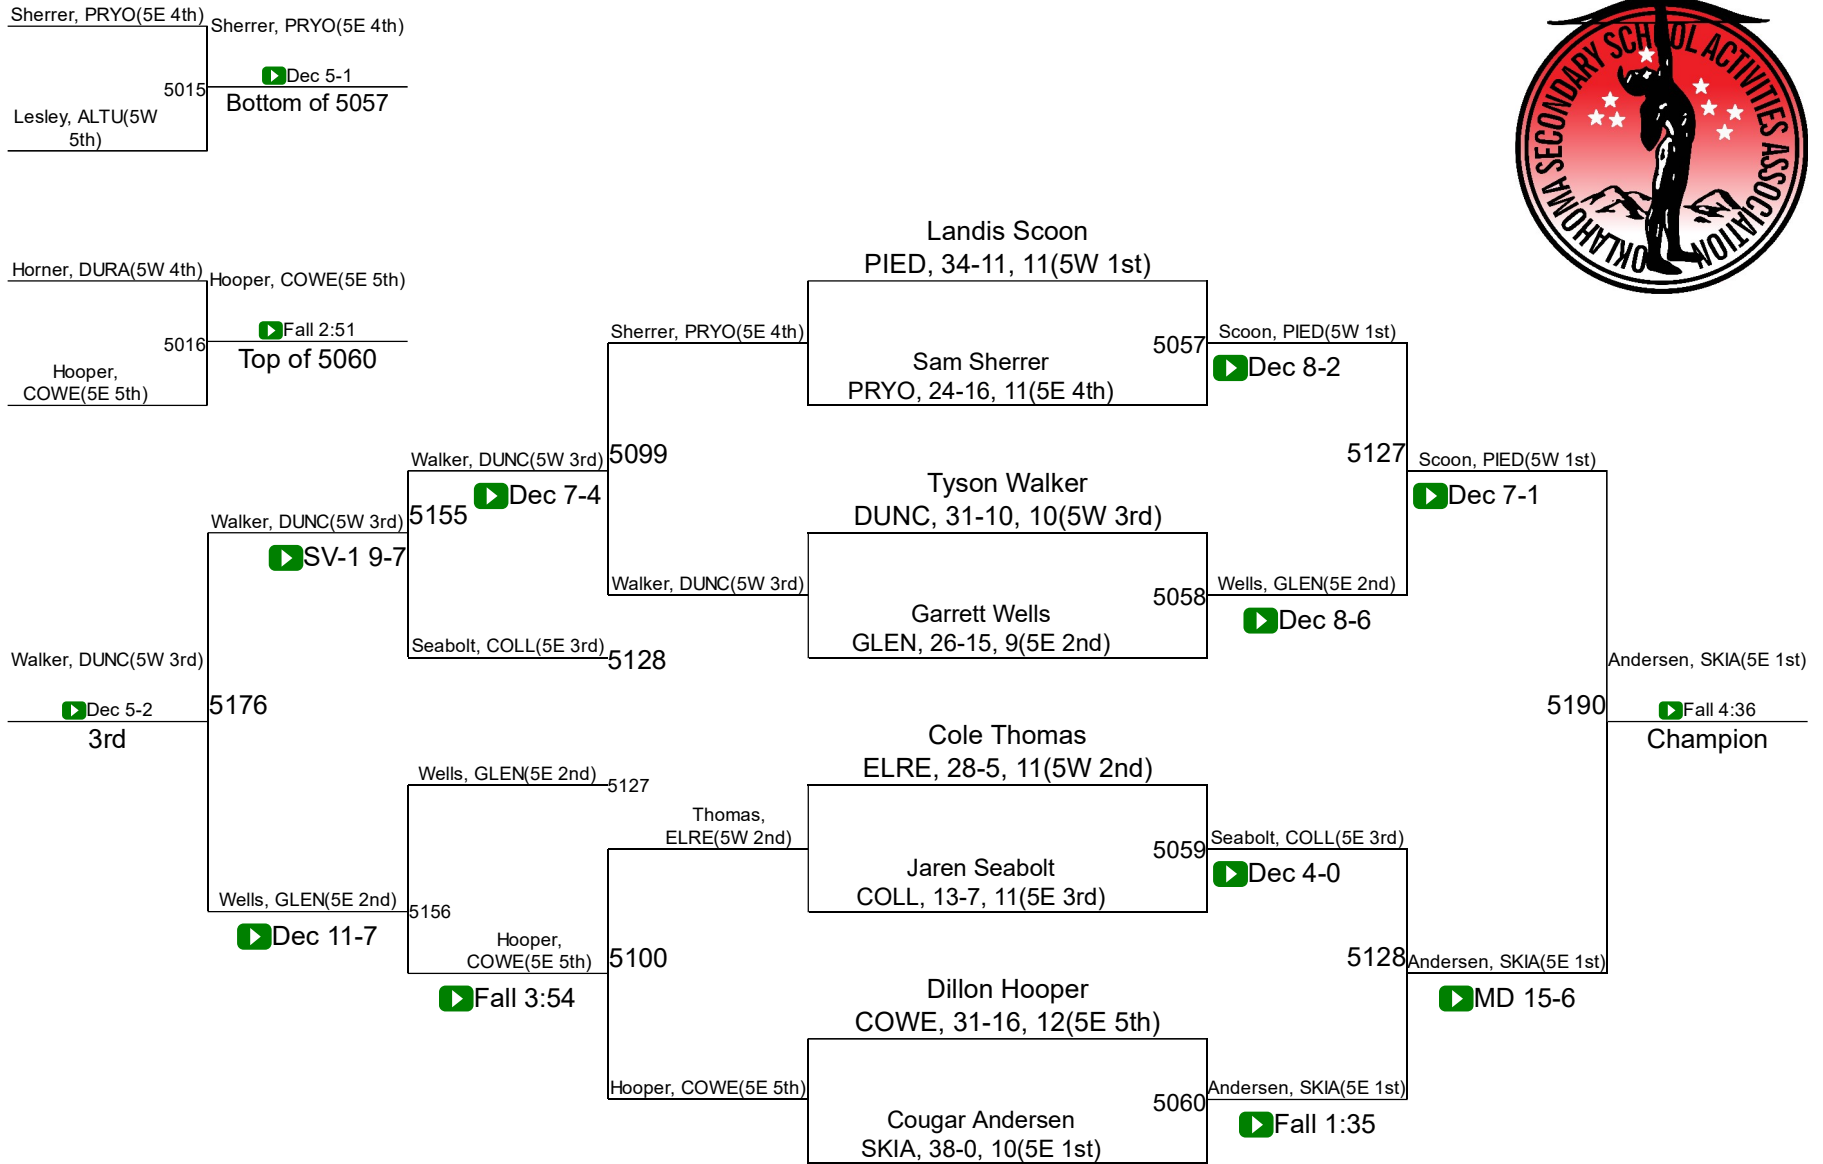 Sherrer, PRYO(5E 4th)
Sherrer, PRYO(5E 4th)
Dec 5-1
5015
Bottom of 5057
Lesley, ALTU(5W
5th)
OKLAHOMA SECONDARY SCHOOL ACTIVITIES ASSOCIATION
Horner, DURA(5W 4th)
Hooper, COWE(5E 5th)
Fall 2:51
5016
Top of 5060
Hooper,
COWE(5E 5th)
Landis Scoon
PIED, 34-11, 11(5W 1st)
Sherrer, PRYO(5E 4th)
5057
Scoon, PIED(5W 1st)
Sam Sherrer
PRYO, 24-16, 11(5E 4th)
Dec 8-2
Walker, DUNC(5W 3rd)
5099
5127
Scoon, PIED(5W 1st)
Dec 7-4
Tyson Walker
DUNC, 31-10, 10(5W 3rd)
Dec 7-1
Walker, DUNC(5W 3rd)
5155
SV-1 9-7
Walker, DUNC(5W 3rd)
5058
Wells, GLEN(5E 2nd)
Garrett Wells
GLEN, 26-15, 9(5E 2nd)
Dec 8-6
Seabolt, COLL(5E 3rd)
5128
Walker, DUNC(5W 3rd)
Andersen, SKIA(5E 1st)
Dec 5-2
5176
5190
Fall 4:36
3rd
Champion
Cole Thomas
ELRE, 28-5, 11(5W 2nd)
Wells, GLEN(5E 2nd)
5127
Thomas,
ELRE(5W 2nd)
5059
Seabolt, COLL(5E 3rd)
Jaren Seabolt
COLL, 13-7, 11(5E 3rd)
Dec 4-0
Wells, GLEN(5E 2nd)
5156
Dec 11-7
Hooper,
COWE(5E 5th)
5100
5128
Andersen, SKIA(5E 1st)
Fall 3:54
MD 15-6
Dillon Hooper
COWE, 31-16, 12(5E 5th)
Hooper, COWE(5E 5th)
5060
Andersen, SKIA(5E 1st)
Cougar Andersen
SKIA, 38-0, 10(5E 1st)
Fall 1:35